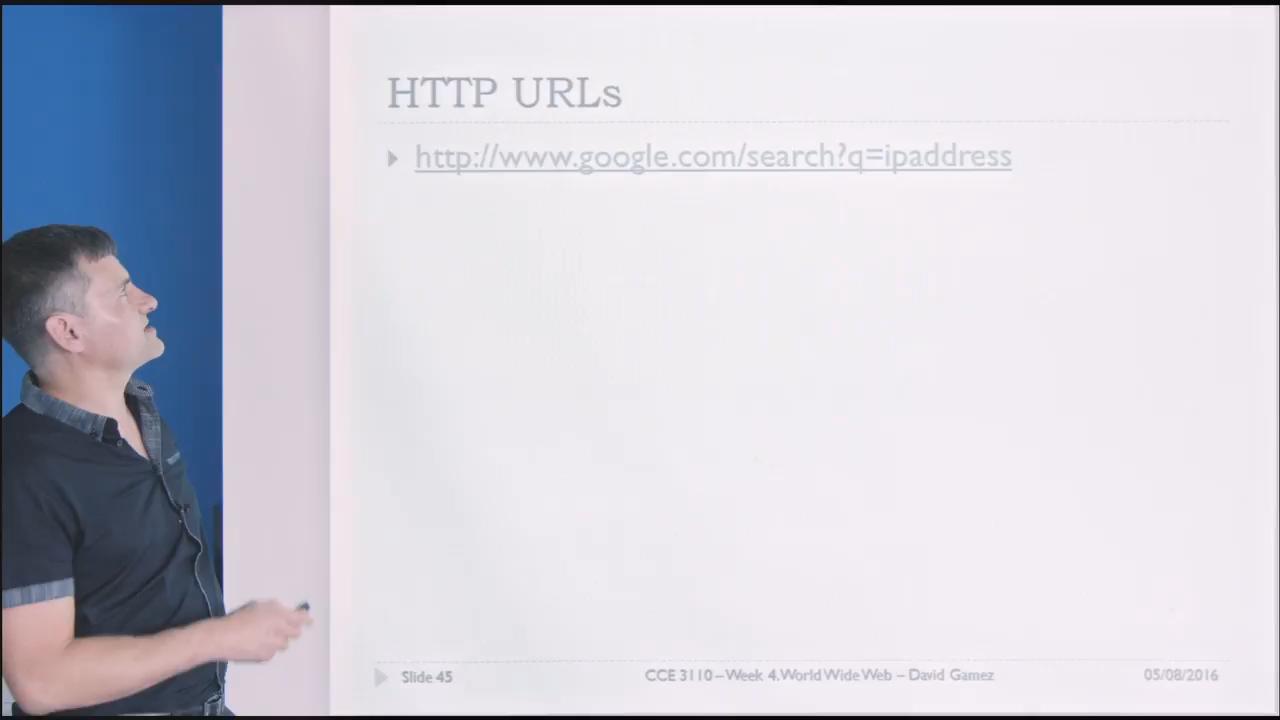 HTTP URLs
http://www.google.com/search?q=ipaddress
Slide 45
CCE 3110 – Week 4. World Wide Web – David Gamez
05/08/2016